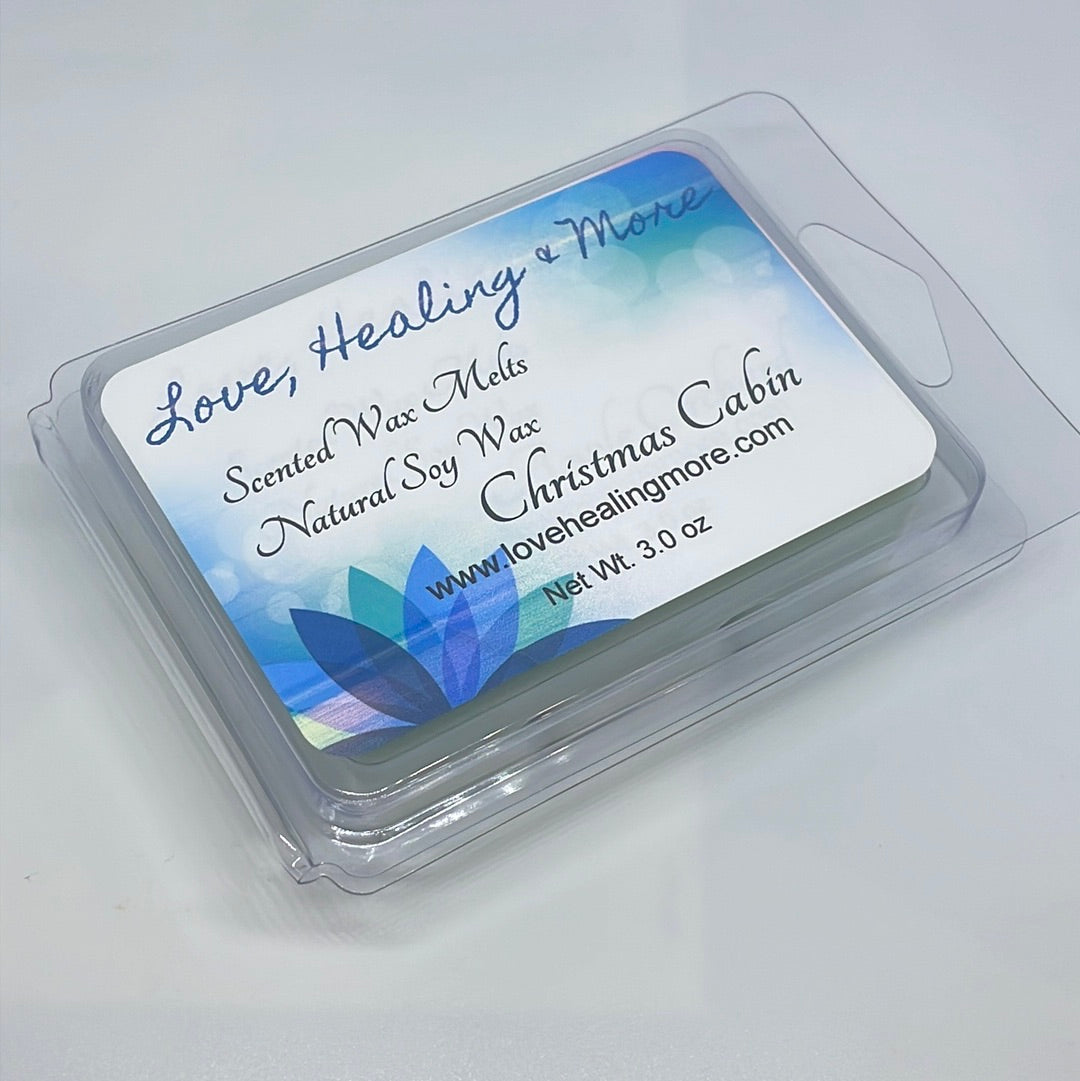 Love, Healing & More
Scented Wax Melts
Natural Soy Wax
Christmas Cabin
www.lovehealingmore.com
Net Wt. 3.0 oz